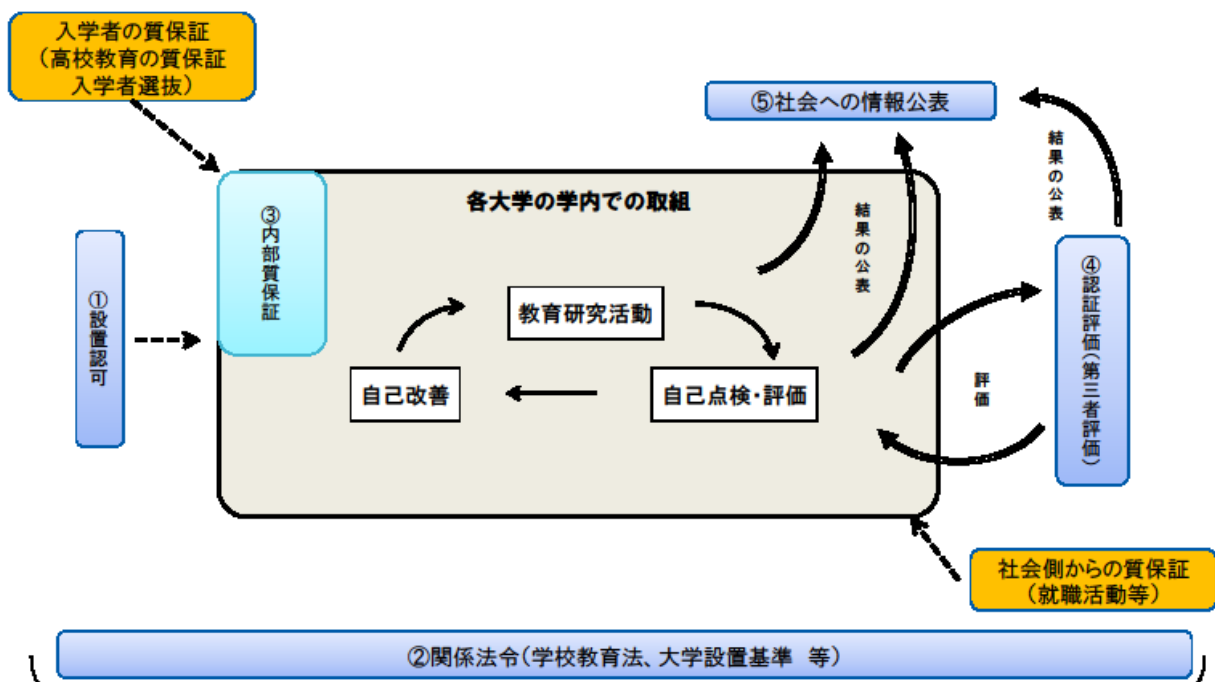 入学者の質保証
（高校教育の質保証
入学者選抜）
⑤社会への情報公表
結果の公表
各大学の学内での取組
③内部質保証
結果の公表
①設置認可
④認証評価（第三者評価）
教育研究活動
評価
自己改善
自己点検・評価
社会側からの質保証
（就職活動等）
②関係法令（学校教育法、大学設置基準　等）